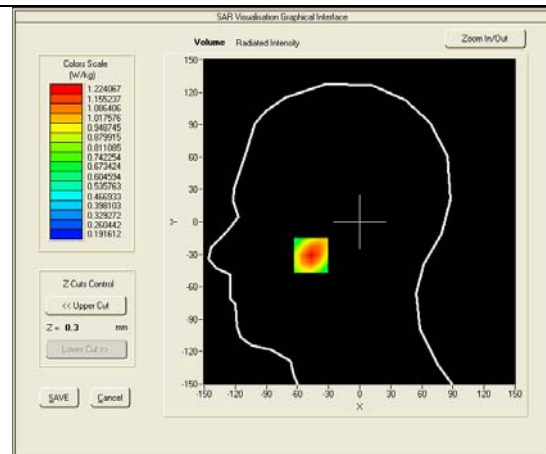 SAR Visualisation Graphical Interface
Volume Radiated Intensity
Zoom In/Out
Colors Scale
(W/kg)
1.224067
1.155237
1.086406
1.017576
0.948745
0.879915
0.811085
0.742254
0.673424
0.604594
0.535763
0.466933
0.398103
0.329272
0.260442
0.191612
Z Cuts Control
<< Upper Cut
Z = 0.3 mm
Lower Cut >>
SAVE Cancel
150
120
90
60
30
0
-30
-60
-90
-120
-150
Y
-150 -120 -90 -60 -30 0 30 60 90 120 150
X